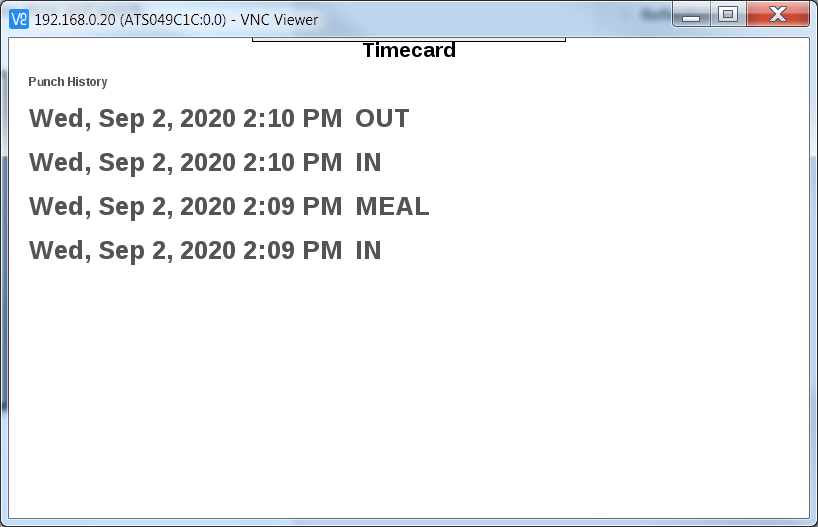 192.168.0.20 (ATS049C1C:0.0) - VNC Viewer
Timecard
Punch History
Wed, Sep 2, 2020 2:10 PM OUT
Wed, Sep 2, 2020 2:10 PM IN
Wed, Sep 2, 2020 2:09 PM MEAL
Wed, Sep 2, 2020 2:09 PM IN